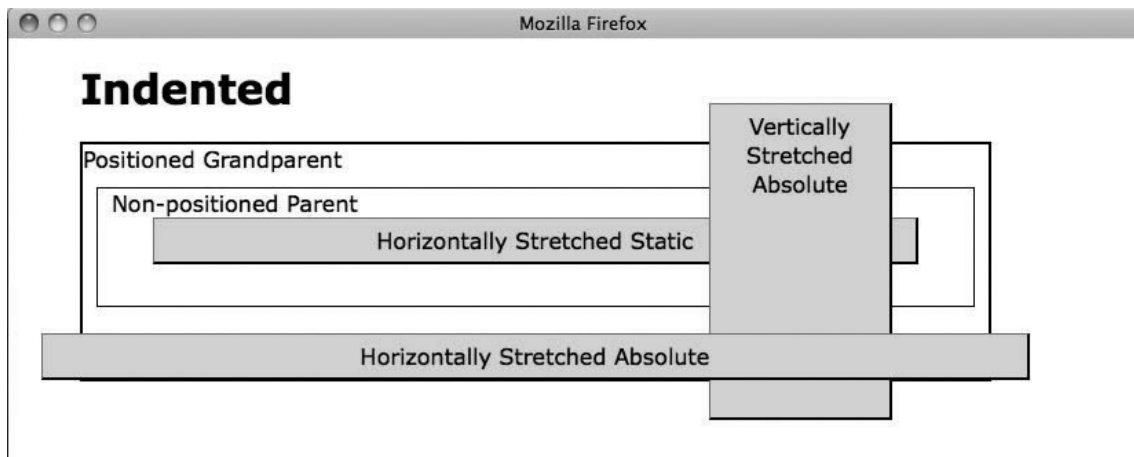 Mozilla Firefox
Indented
Vertically
Stretched
Absolute
Positioned Grandparent
Non-positioned Parent
Horizontally Stretched Static
Horizontally Stretched Absolute